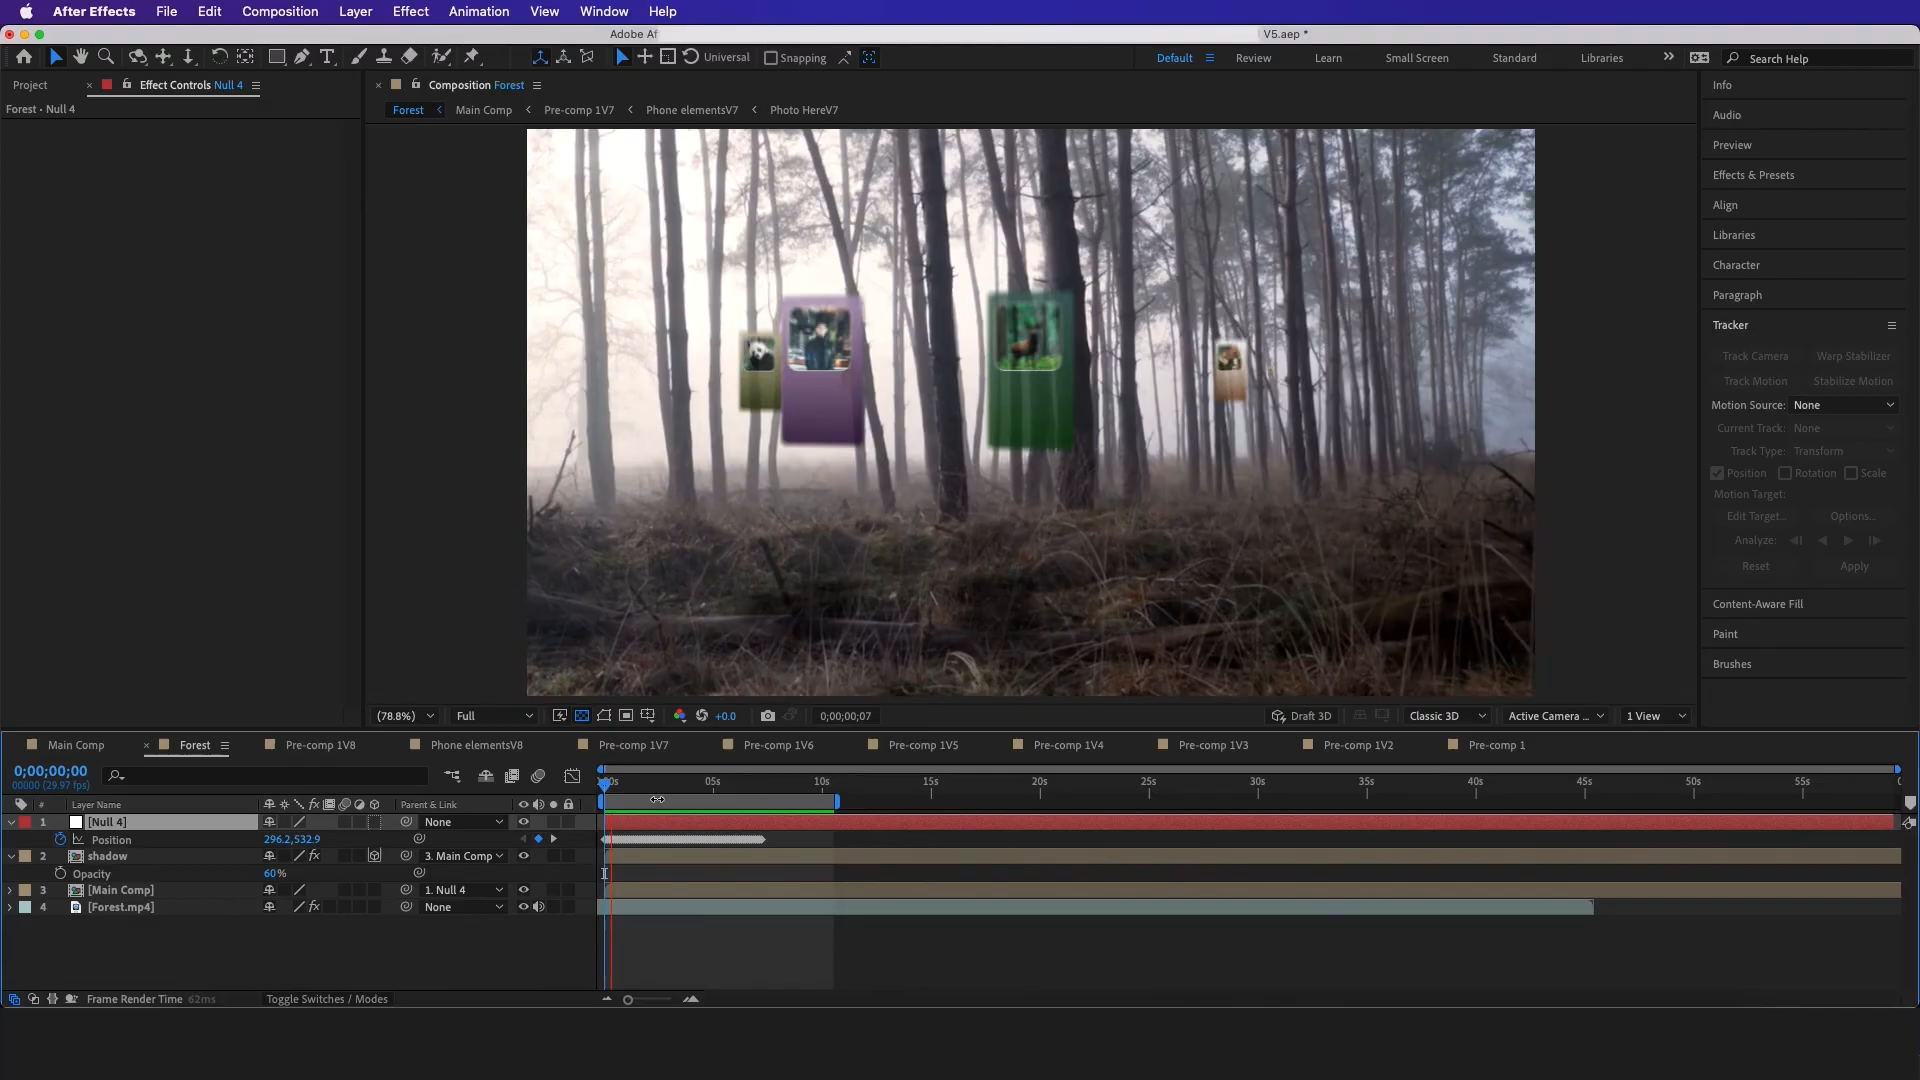 After Effects File Edit Composition Layer Effect Animation View Window Help
Adobe Af V5.aep *
Universal Snapping Default Review Learn Small Screen Standard Libraries Search Help
Project Effect Controls Null 4
Forest • Null 4
Composition Forest
Forest Main Comp Pre-comp 1V7 Phone elementsV7 Photo HereV7
Info
Audio
Preview
Effects & Presets
Align
Libraries
Character
Paragraph
Tracker
Track Camera Warp Stabilizer
Track Motion Stabilize Motion
Motion Source: None
Current Track: None
Track Type: Transform
Position Rotation Scale
Motion Target:
Edit Target... Options...
Analyze:
Reset Apply
Content-Aware Fill
Paint
Brushes
(78.8%) Full +0.0 0;00;00;07 Draft 3D Classic 3D Active Camera ... 1 View
Main Comp Forest Pre-comp 1V8 Phone elementsV8 Pre-comp 1V7 Pre-comp 1V6 Pre-comp 1V5 Pre-comp 1V4 Pre-comp 1V3 Pre-comp 1V2 Pre-comp 1
0;00;00;00
00000 (29.97 fps)
00s 05s 10s 15s 20s 25s 30s 35s 40s 45s 50s 55s
# Layer Name Parent & Link
1 [Null 4] None
Position 296.2,532.9
2 shadow fx 3. Main Comp
Opacity 60%
3 [Main Comp] 1. Null 4
4 [Forest.mp4] fx None
Frame Render Time 62ms Toggle Switches / Modes